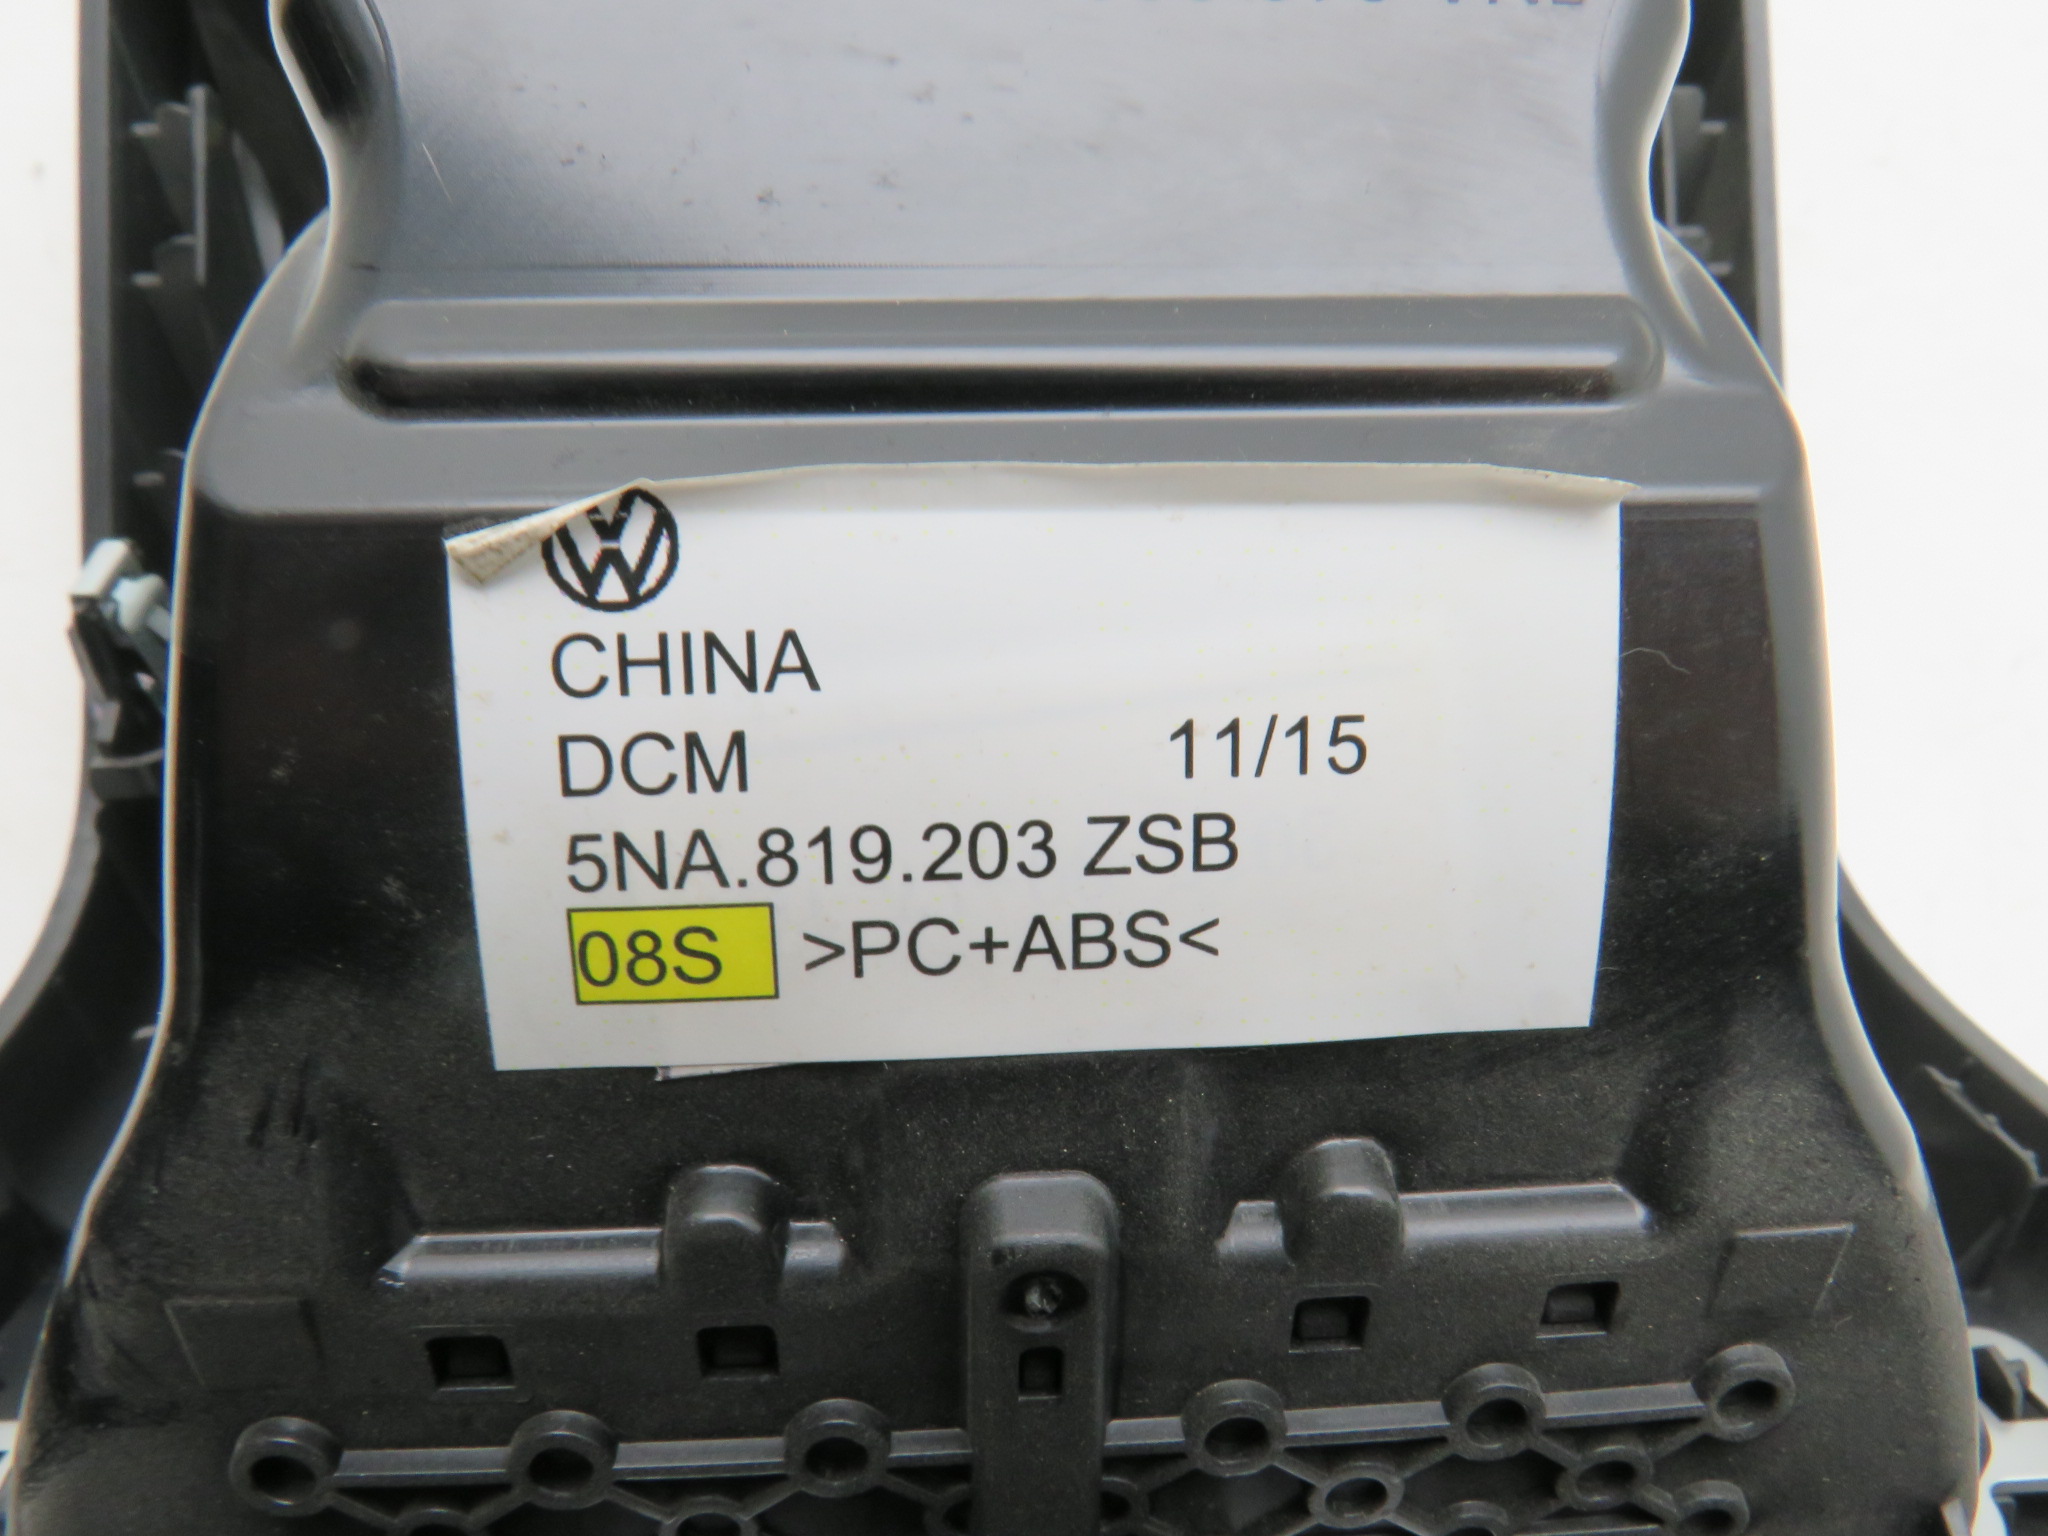 CHINA
DCM 11/15
5NA.819.203 ZSB
08S >PC+ABS<